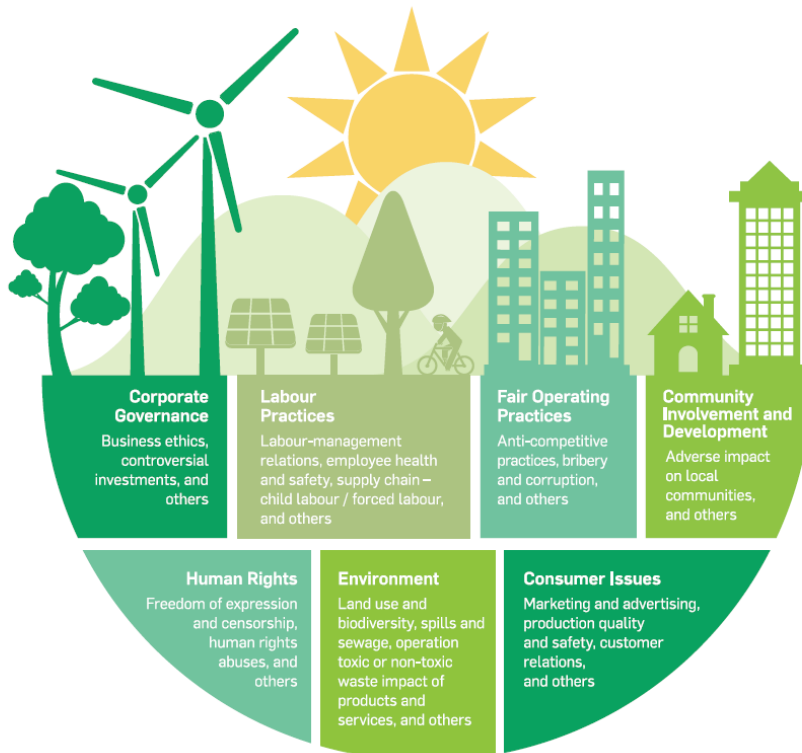 Corporate
Governance
Business ethics,
controversial
investments, and
others
Labour
Practices
Labour-management
relations, employee health
and safety, supply chain –
child labour / forced labour,
and others
Fair Operating
Practices
Anti-competitive
practices, bribery
and corruption,
and others
Community
Involvement and
Development
Adverse impact
on local
communities,
and others
Human Rights
Freedom of expression
and censorship,
human rights
abuses, and
others
Environment
Land use and
biodiversity, spills and
sewage, operation
toxic or non-toxic
waste impact of
products and
services, and others
Consumer Issues
Marketing and advertising,
production quality
and safety, customer
relations,
and others